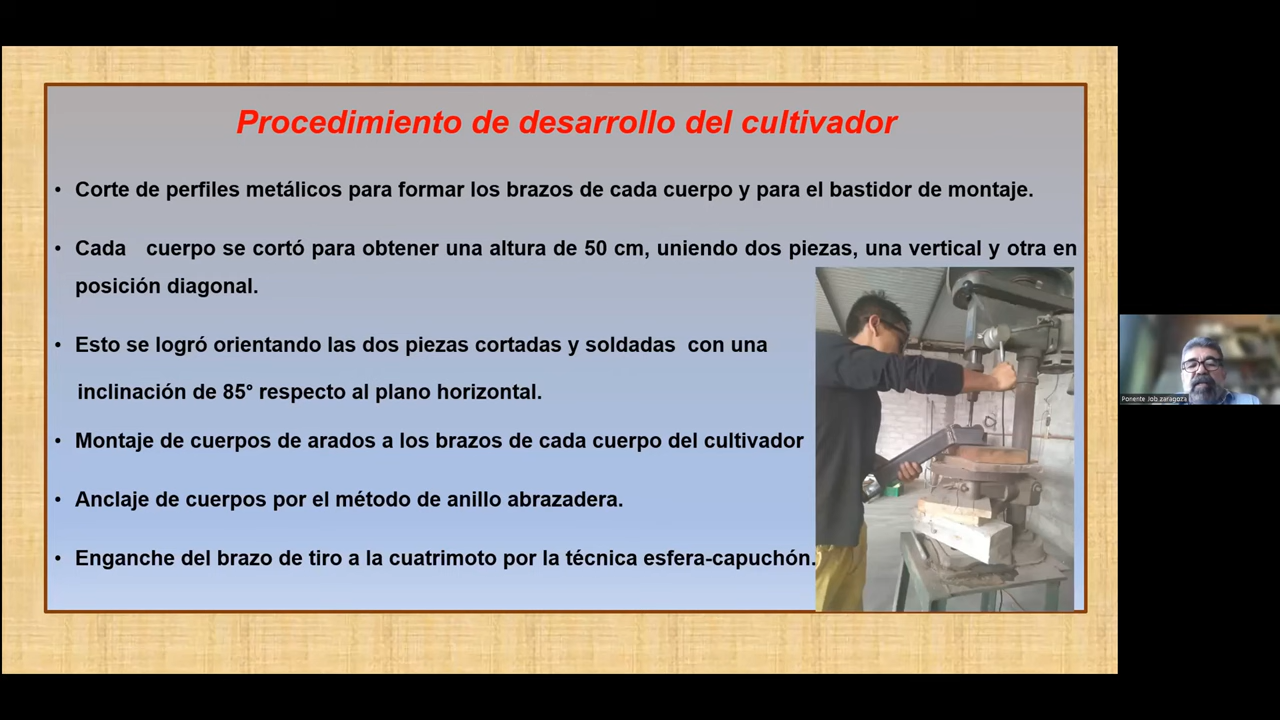 Procedimiento de desarrollo del cultivador
• Corte de perfiles metálicos para formar los brazos de cada cuerpo y para el bastidor de montaje.
• Cada cuerpo se cortó para obtener una altura de 50 cm, uniendo dos piezas, una vertical y otra en
posición diagonal.
• Esto se logró orientando las dos piezas cortadas y soldadas con una
inclinación de 85° respecto al plano horizontal.
• Montaje de cuerpos de arados a los brazos de cada cuerpo del cultivador
• Anclaje de cuerpos por el método de anillo abrazadera.
• Enganche del brazo de tiro a la cuatrimoto por la técnica esfera-capuchón.
Ponente Job zaragoza